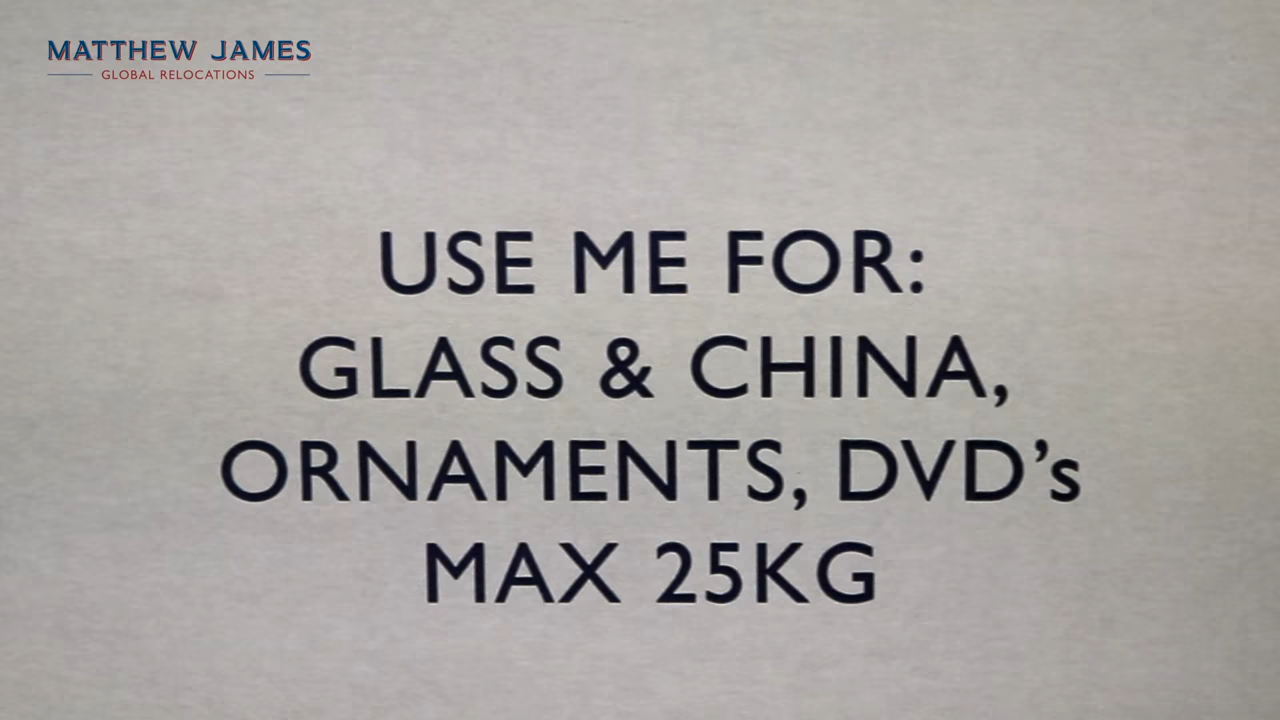 MATTHEW JAMES
GLOBAL RELOCATIONS
USE ME FOR:
GLASS & CHINA,
ORNAMENTS, DVD’s
MAX 25KG